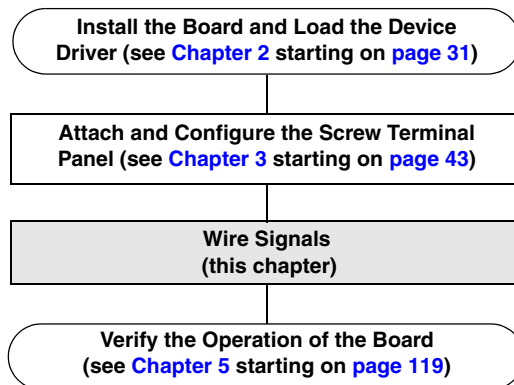 Install the Board and Load the Device
Driver (see Chapter 2 starting on page 31)
Attach and Configure the Screw Terminal
Panel (see Chapter 3 starting on page 43)
Wire Signals
(this chapter)
Verify the Operation of the Board
(see Chapter 5 starting on page 119)